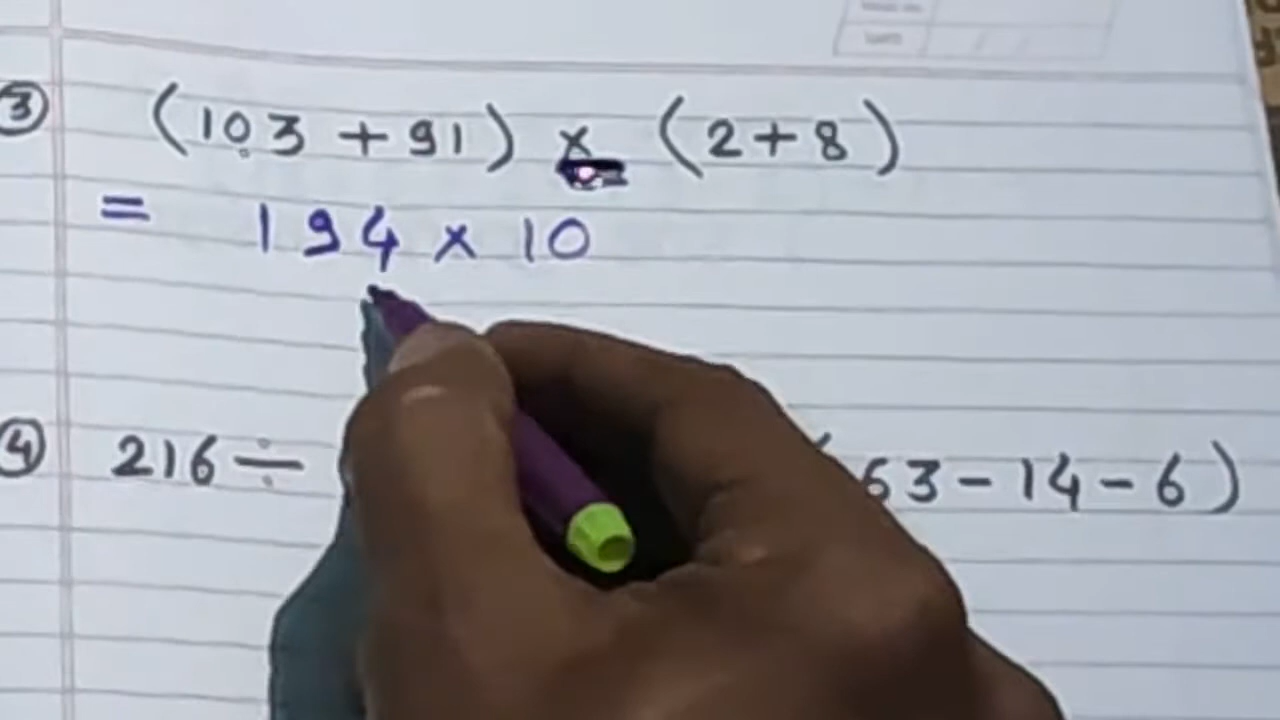 ③ (103 + 91) × (2 + 8)
= 194 × 10
④ 216 ÷ 63 - 14 - 6)